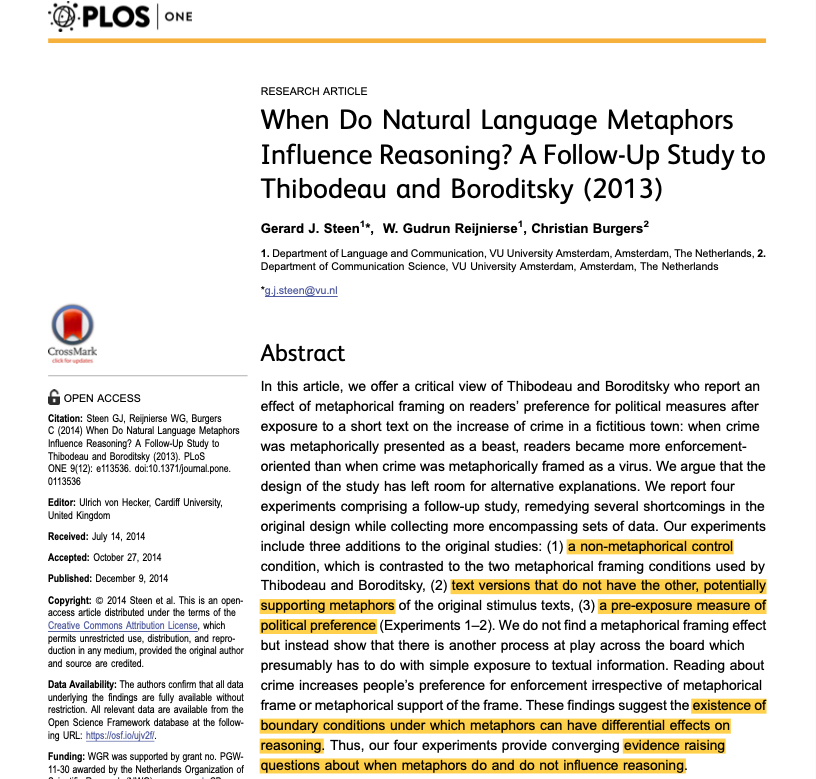 PLOS | ONE
RESEARCH ARTICLE
When Do Natural Language Metaphors
Influence Reasoning? A Follow-Up Study to
Thibodeau and Boroditsky (2013)
Gerard J. Steen1*, W. Gudrun Reijnierse1, Christian Burgers2
1. Department of Language and Communication, VU University Amsterdam, Amsterdam, The Netherlands, 2.
Department of Communication Science, VU University Amsterdam, Amsterdam, The Netherlands
*g.j.steen@vu.nl
CrossMark
click for updates
OPEN ACCESS
Citation: Steen GJ, Reijnierse WG, Burgers
C (2014) When Do Natural Language Metaphors
Influence Reasoning? A Follow-Up Study to
Thibodeau and Boroditsky (2013). PLoS
ONE 9(12): e113536. doi:10.1371/journal.pone.
0113536
Editor: Ulrich von Hecker, Cardiff University,
United Kingdom
Received: July 14, 2014
Accepted: October 27, 2014
Published: December 9, 2014
Copyright: © 2014 Steen et al. This is an open-
access article distributed under the terms of the
Creative Commons Attribution License, which
permits unrestricted use, distribution, and repro-
duction in any medium, provided the original author
and source are credited.
Data Availability: The authors confirm that all data
underlying the findings are fully available without
restriction. All relevant data are available from the
Open Science Framework database at the follow-
ing URL: https://osf.io/ujv2f/.
Funding: WGR was supported by grant no. PGW-
11-30 awarded by the Netherlands Organization of
Abstract
In this article, we offer a critical view of Thibodeau and Boroditsky who report an
effect of metaphorical framing on readers' preference for political measures after
exposure to a short text on the increase of crime in a fictitious town: when crime
was metaphorically presented as a beast, readers became more enforcement-
oriented than when crime was metaphorically framed as a virus. We argue that the
design of the study has left room for alternative explanations. We report four
experiments comprising a follow-up study, remedying several shortcomings in the
original design while collecting more encompassing sets of data. Our experiments
include three additions to the original studies: (1) a non-metaphorical control
condition, which is contrasted to the two metaphorical framing conditions used by
Thibodeau and Boroditsky, (2) text versions that do not have the other, potentially
supporting metaphors of the original stimulus texts, (3) a pre-exposure measure of
political preference (Experiments 1–2). We do not find a metaphorical framing effect
but instead show that there is another process at play across the board which
presumably has to do with simple exposure to textual information. Reading about
crime increases people's preference for enforcement irrespective of metaphorical
frame or metaphorical support of the frame. These findings suggest the existence of
boundary conditions under which metaphors can have differential effects on
reasoning. Thus, our four experiments provide converging evidence raising
questions about when metaphors do and do not influence reasoning.